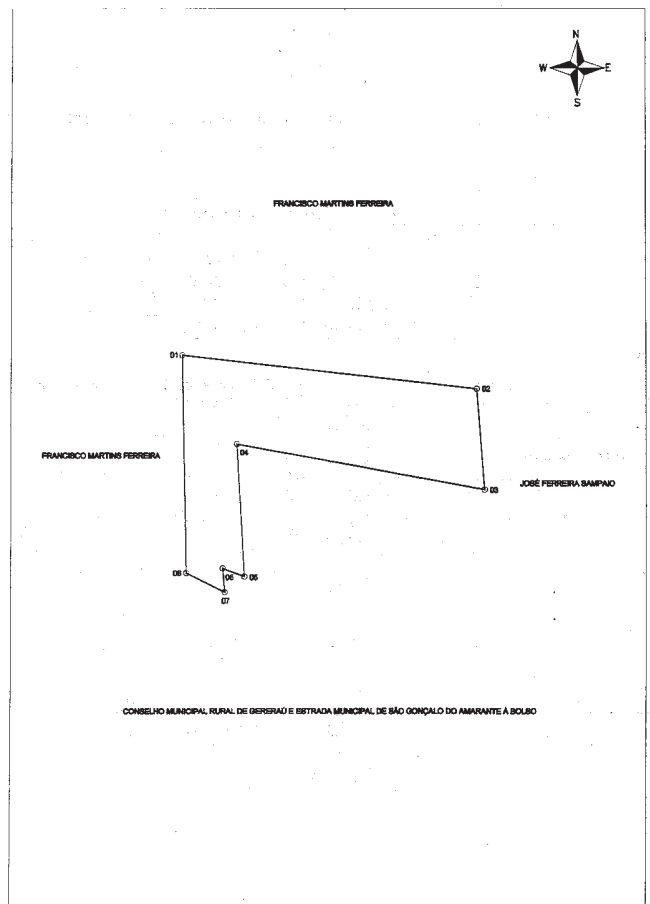 N
W E
S
FRANCISCO MARTINS FERREIRA
01
02
04
FRANCISCO MARTINS FERREIRA
JOSÉ FERREIRA SAMPAIO
03
08
06
05
07
CONSELHO MUNICIPAL RURAL DE GERERAÚ E ESTRADA MUNICIPAL DE SÃO GONÇALO DO AMARANTE À BOLSO